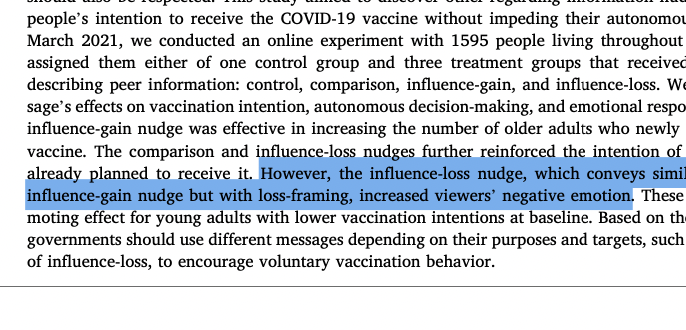 should also be respected. This study aimed to discover other regarding information
people's intention to receive the COVID-19 vaccine without impeding their
March 2021, we conducted an online experiment with 1595 people living throughout
assigned them either of one control group and three treatment groups that received
describing peer information: control, comparison, influence-gain, and influence-loss.
sage's effects on vaccination intention, autonomous decision-making, and emotional
influence-gain nudge was effective in increasing the number of older adults who newly
vaccine. The comparison and influence-loss nudges further reinforced the intention of
already planned to receive it. However, the influence-loss nudge, which conveys
influence-gain nudge but with loss-framing, increased viewers' negative emotion. These
moting effect for young adults with lower vaccination intentions at baseline. Based on
governments should use different messages depending on their purposes and targets, such
of influence-loss, to encourage voluntary vaccination behavior.